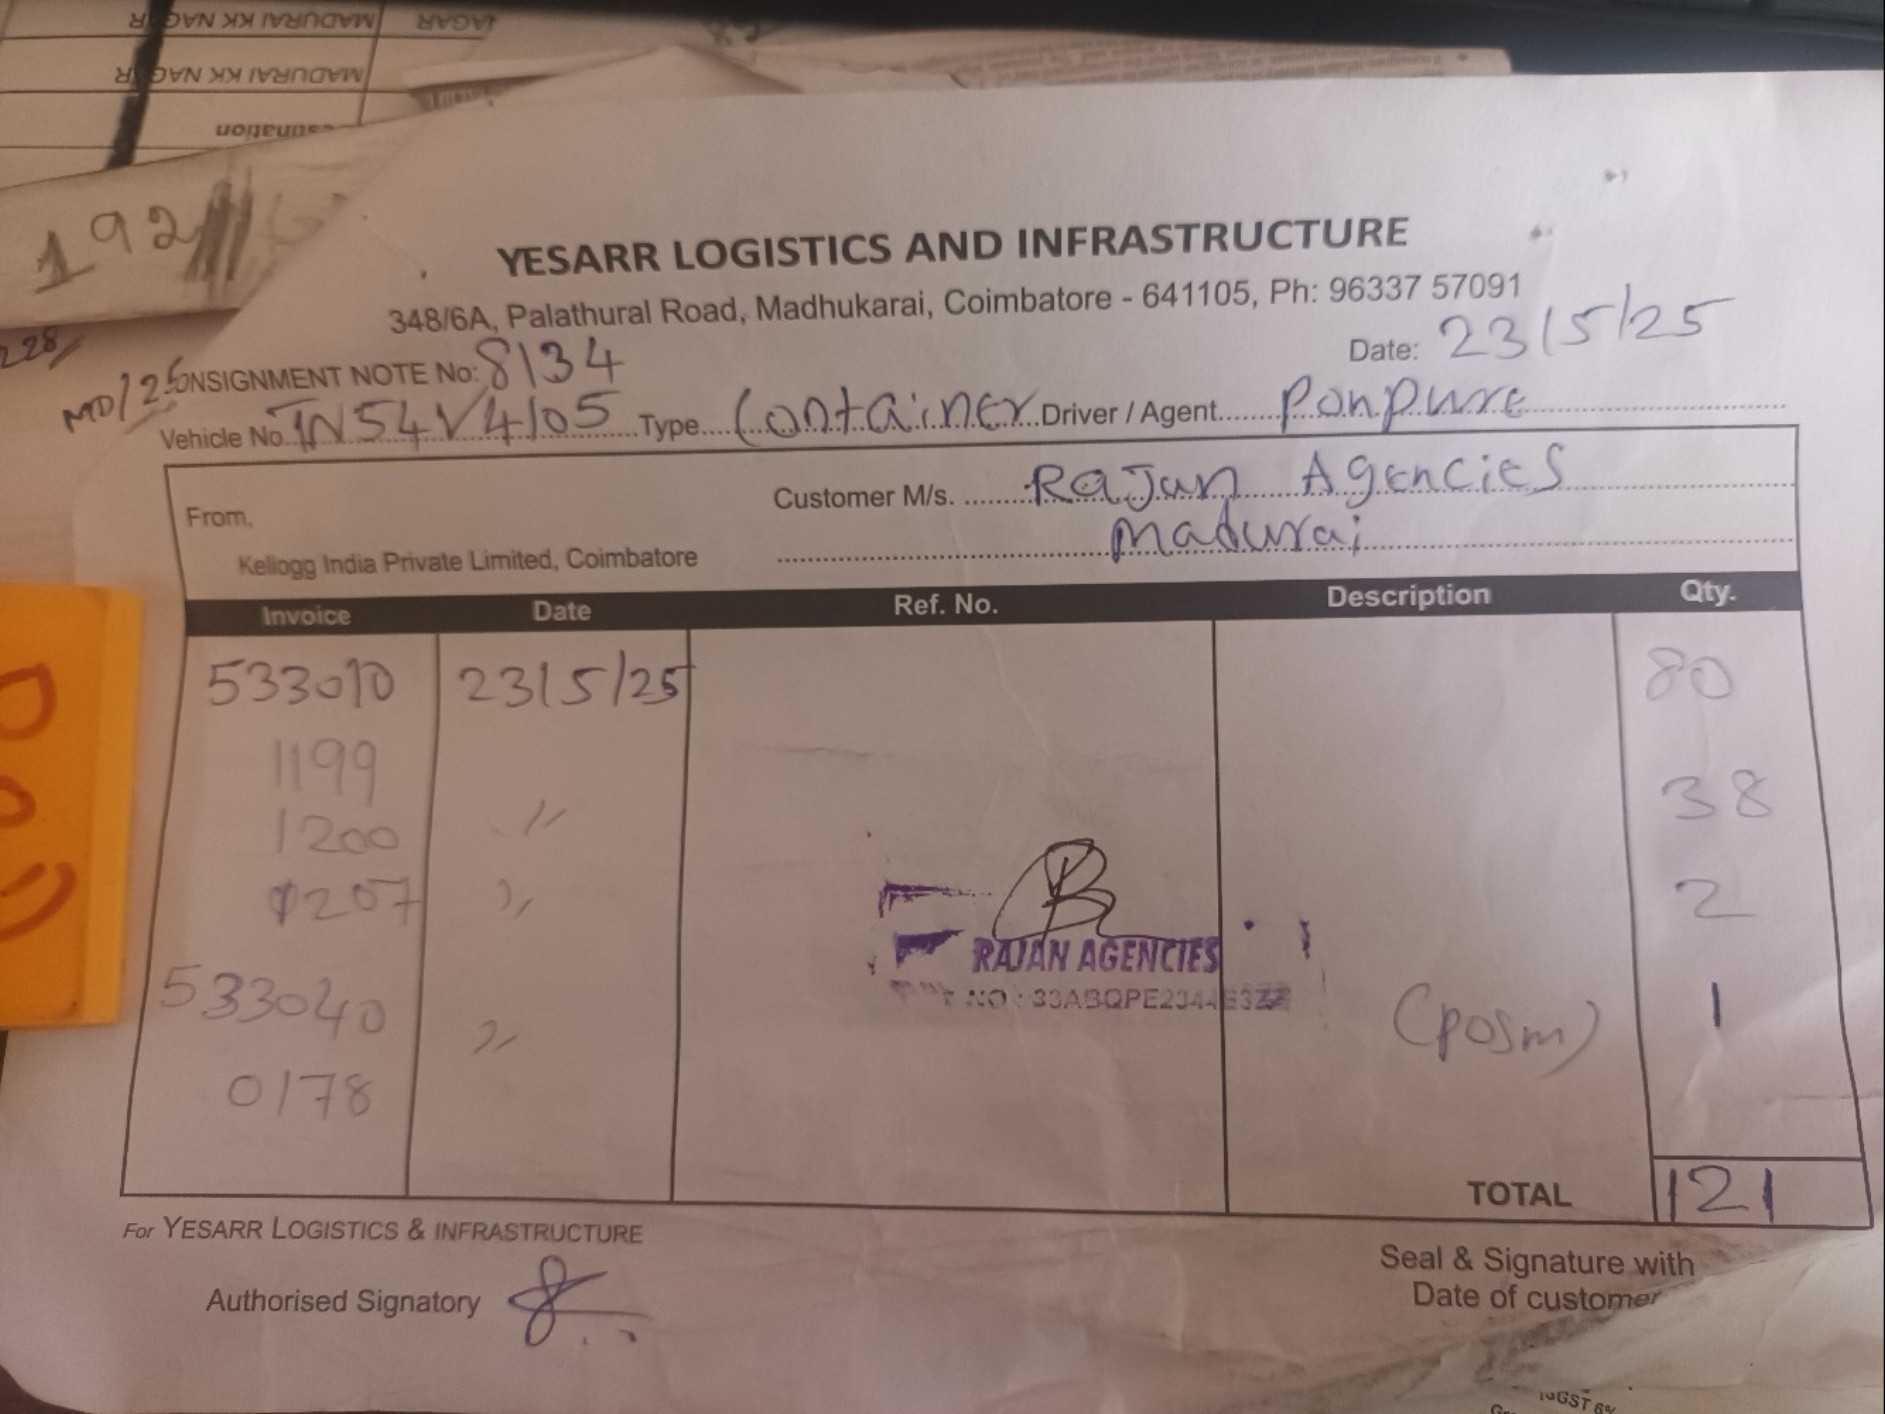 MADURAI KK NAGAR
NAGAR
MADURAI KK NAGAR
192
228/
YESARR LOGISTICS AND INFRASTRUCTURE
348/6A, Palathural Road, Madhukarai, Coimbatore - 641105, Ph: 96337 57091
MD/25 CONSIGNMENT NOTE No: 8134 Date: 23/5/25
Vehicle No. TN54V4105 Type Container Driver / Agent Ponpure
From, Customer M/s. Rajan Agencies
Kellogg India Private Limited, Coimbatore Madurai
Invoice Date Ref. No. Description Qty.
533010 23/5/25 80
1199 38
1200 〃
1207 〃 2
RAJAN AGENCIES
533040 〃 (posm) 1
0178
TOTAL 121
For YESARR LOGISTICS & INFRASTRUCTURE
Authorised Signatory
Seal & Signature with
Date of customer